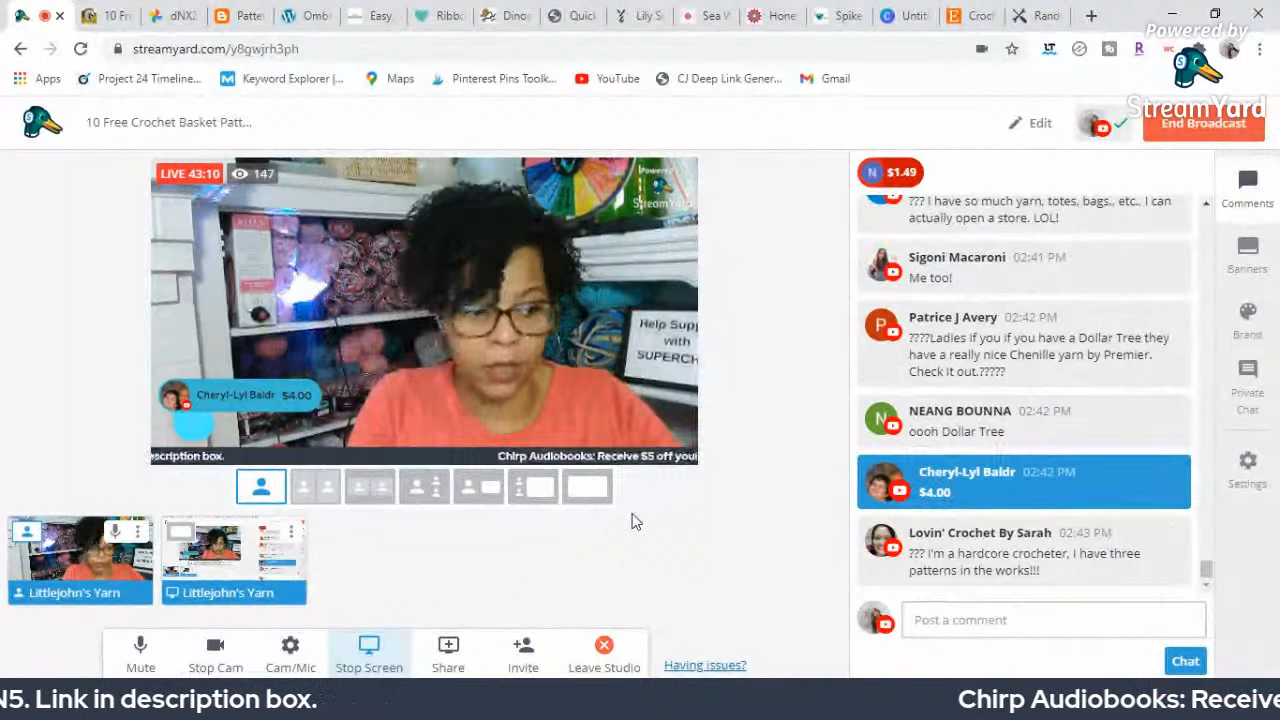 10 Fr
dNX2
Patte
Omb
Easy.
Ribbo
Dinoc
Quick
Lily S
Sea W
Hone
Spike
Untit
Croch
Rand
Powered by
StreamYard
streamyard.com/y8gwjrh3ph
Apps
Project 24 Timeline...
Keyword Explorer (...
Maps
Pinterest Pins Toolk...
YouTube
CJ Deep Link Gener...
Gmail
10 Free Crochet Basket Patt...
Edit
End Broadcast
LIVE 43:10
147
Powered by
StreamYard
Help Supp
with
SUPERCH
Cheryl-Lyl Baldr $4.00
escription box.
Chirp Audiobooks: Receive $5 off your
Littlejohn's Yarn
Littlejohn's Yarn
Mute
Stop Cam
Cam/Mic
Stop Screen
Share
Invite
Leave Studio
Having issues?
N $1.49
??? I have so much yarn, totes, bags., etc., I can
actually open a store. LOL!
Sigoni Macaroni 02:41 PM
Me too!
Patrice J Avery 02:42 PM
????Ladies if you if you have a Dollar Tree they
have a really nice Chenille yarn by Premier.
Check it out.?????
NEANG BOUNNA 02:42 PM
oooh Dollar Tree
Cheryl-Lyl Baldr 02:42 PM
$4.00
Lovin' Crochet By Sarah 02:43 PM
??? I'm a hardcore crocheter, I have three
patterns in the works!!!
Post a comment
Chat
Comments
Banners
Brand
Private
Chat
Settings
N5. Link in description box.
Chirp Audiobooks: Receive